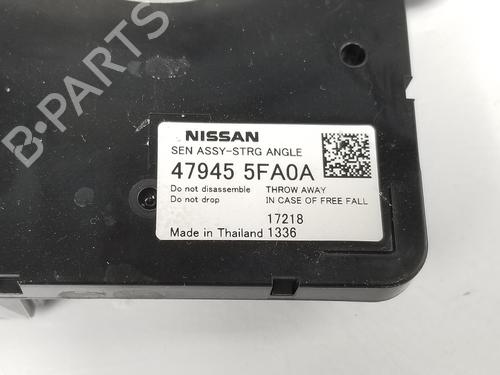 NISSAN
SEN ASSY-STRG ANGLE
47945 5FA0A
Do not disassemble THROW AWAY
Do not drop IN CASE OF FREE FALL
17218
Made in Thailand 1336
B-PARTS